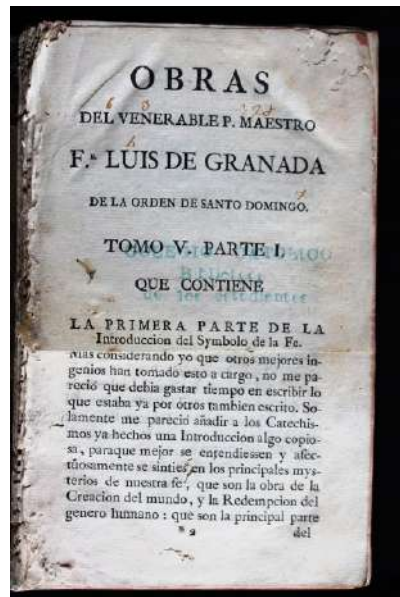 OBRAS
DEL VENERABLE P. MAESTRO
F.R LUIS DE GRANADA
DE LA ORDEN DE SANTO DOMINGO.
TOMO V. PARTE I.
QUE CONTIENE
LA PRIMERA PARTE DE LA
Introduccion del Symbolo de la Fe.
Mas considerando yo que otros mejores in-
genios han tomado esto a cargo, no me pa-
reció que debia gastar tiempo en escribir lo
que estaba ya por otros tambien escrito. So-
lamente me pareció añadir a los Catechis-
mos ya hechos una Introduccion algo copio-
sa, paraque mejor se entendiessen y afec-
tüosamente se sintiessen los principales mys-
terios de nuestra fe, que son la obra de la
Creacion del mundo, y la Redempcion del
genero humano: que son la principal parte
* 2 del